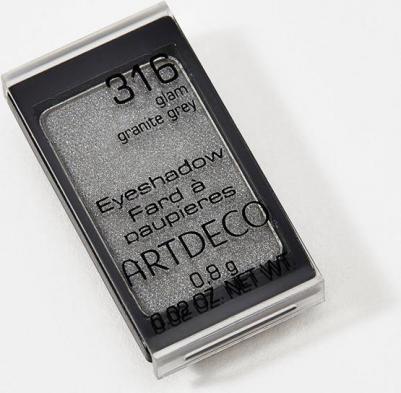 316
glam
granite grey
Eyeshadow
Fard à
paupieres
ARTDECO
0.8 g
0.02 OZ. NET WT.